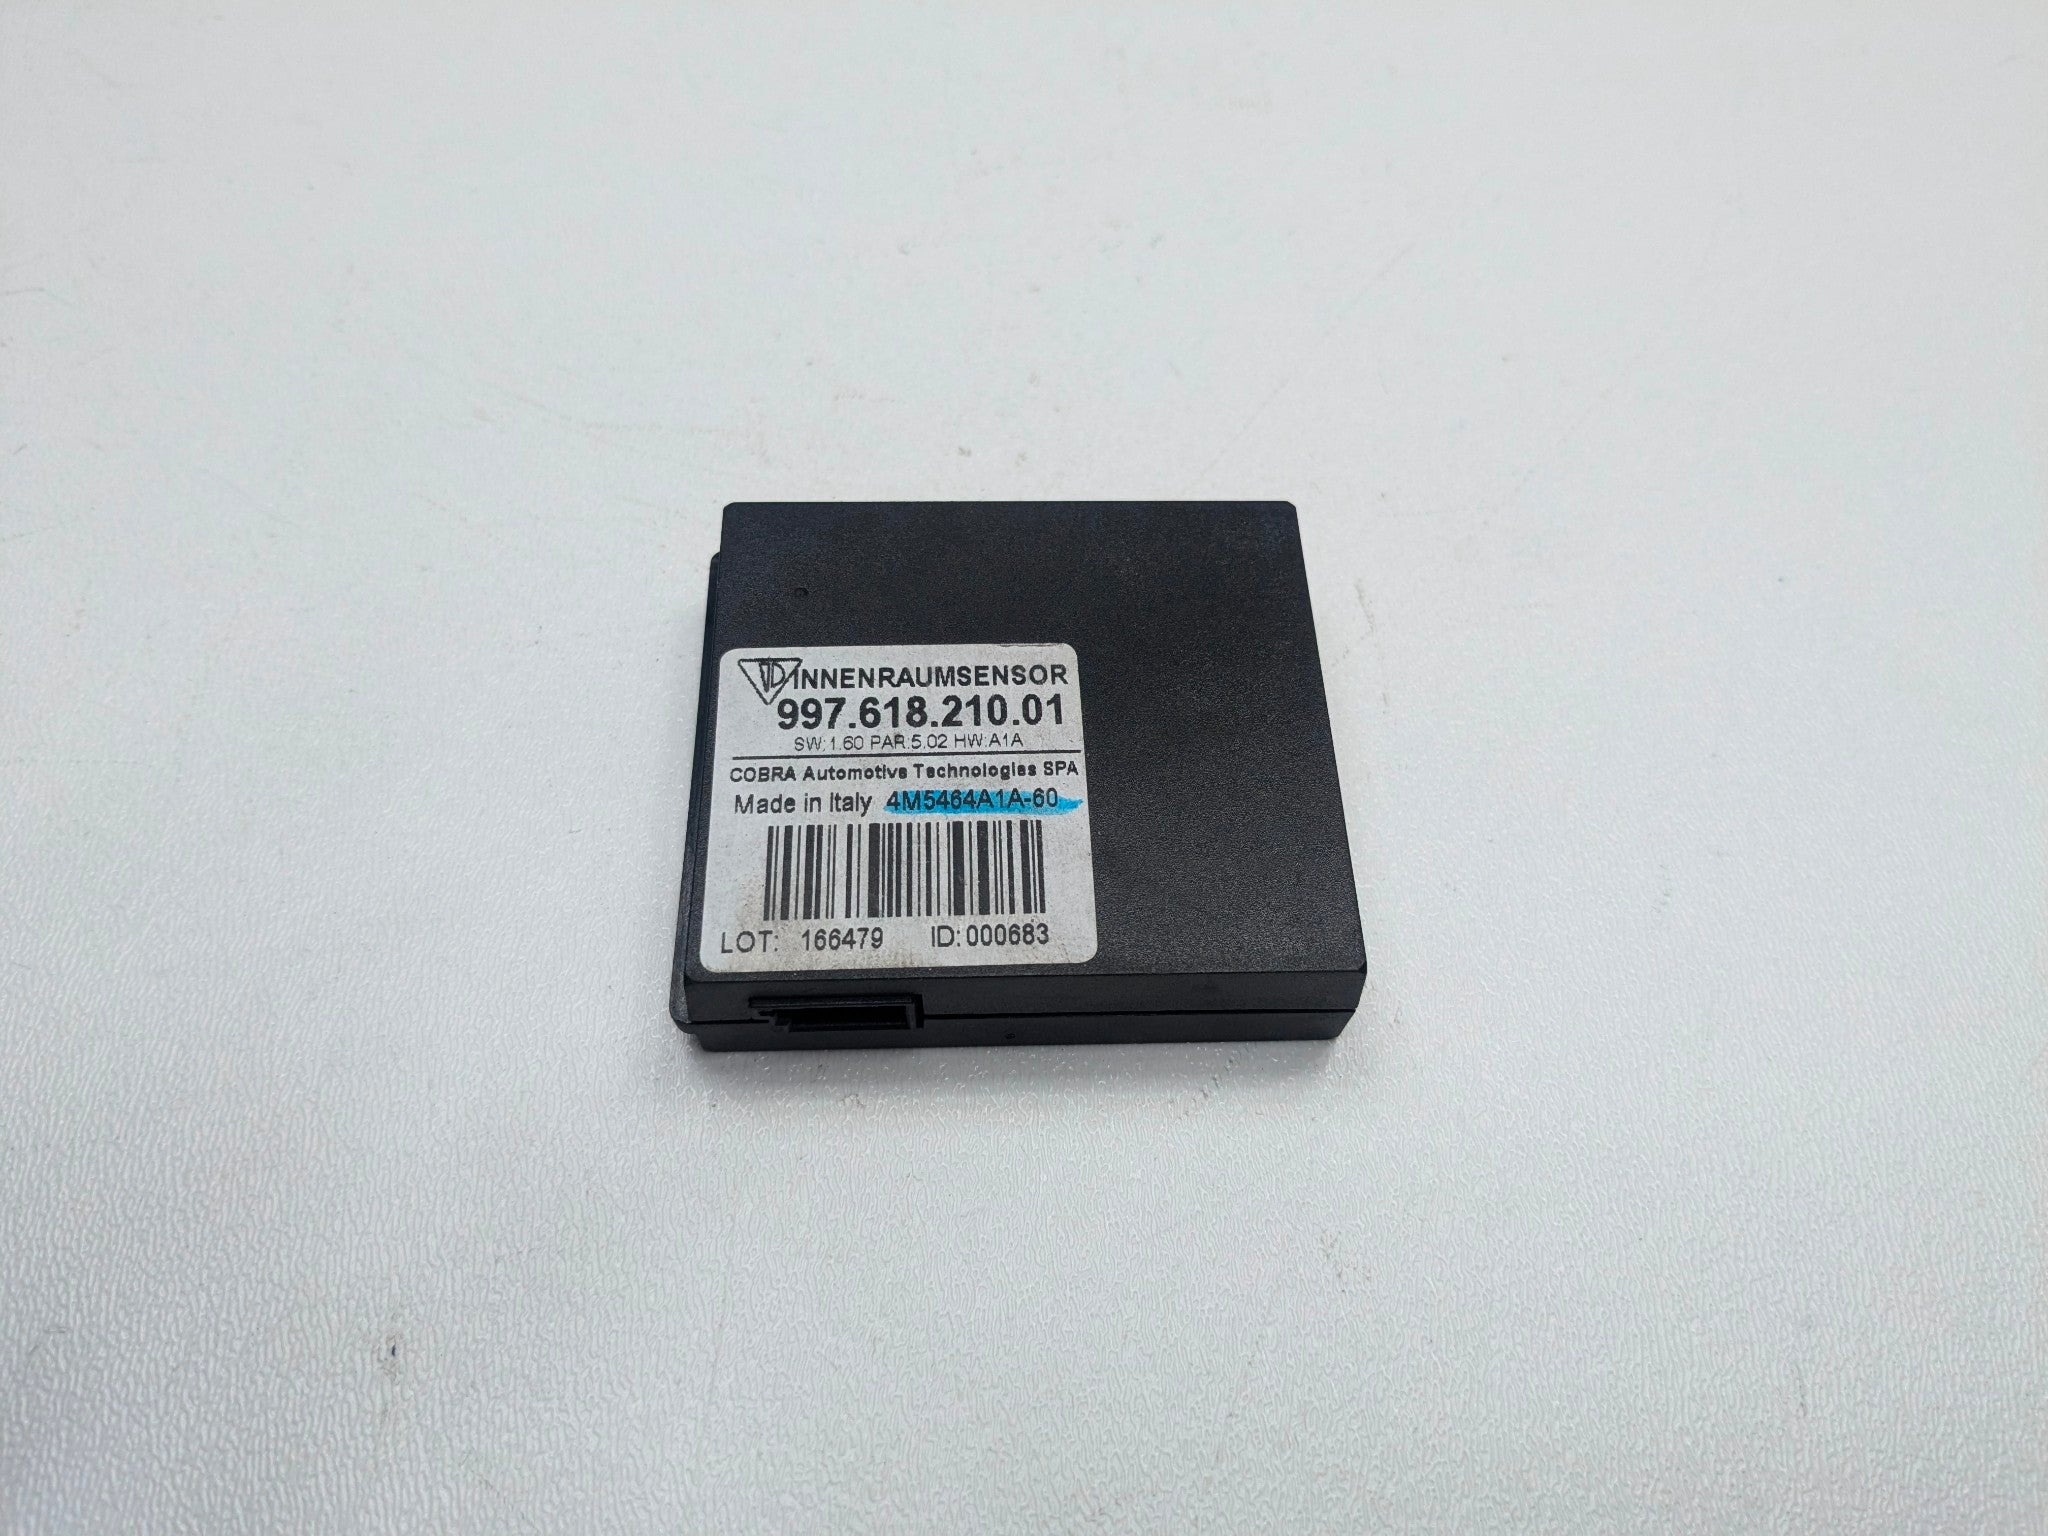 INNENRAUMSENSOR
997.618.210.01
SW:1.60 PAR:5.02 HW:A1A
COBRA Automotive Technologies SPA
Made in Italy 4M5464A1A-60
LOT: 166479 ID:000683